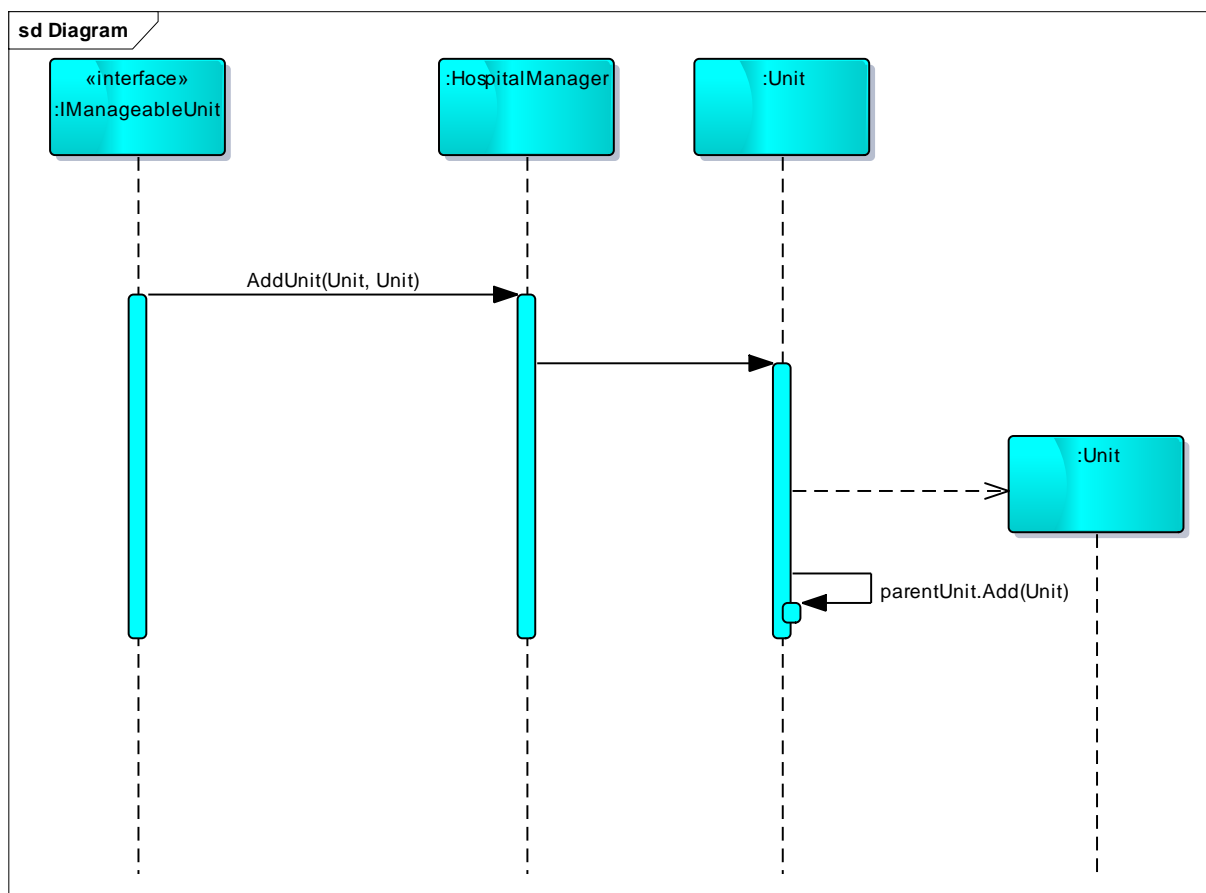 sd Diagram
«interface»
:IManageableUnit
:HospitalManager
:Unit
AddUnit(Unit, Unit)
:Unit
parentUnit.Add(Unit)